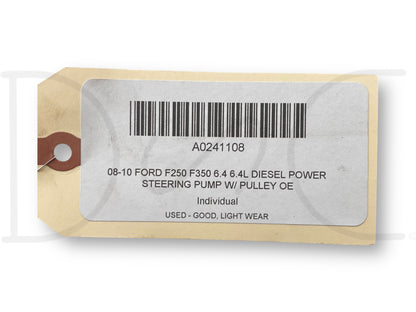 A0241108
08-10 FORD F250 F350 6.4 6.4L DIESEL POWER
STEERING PUMP W/ PULLEY OE
Individual
USED - GOOD, LIGHT WEAR